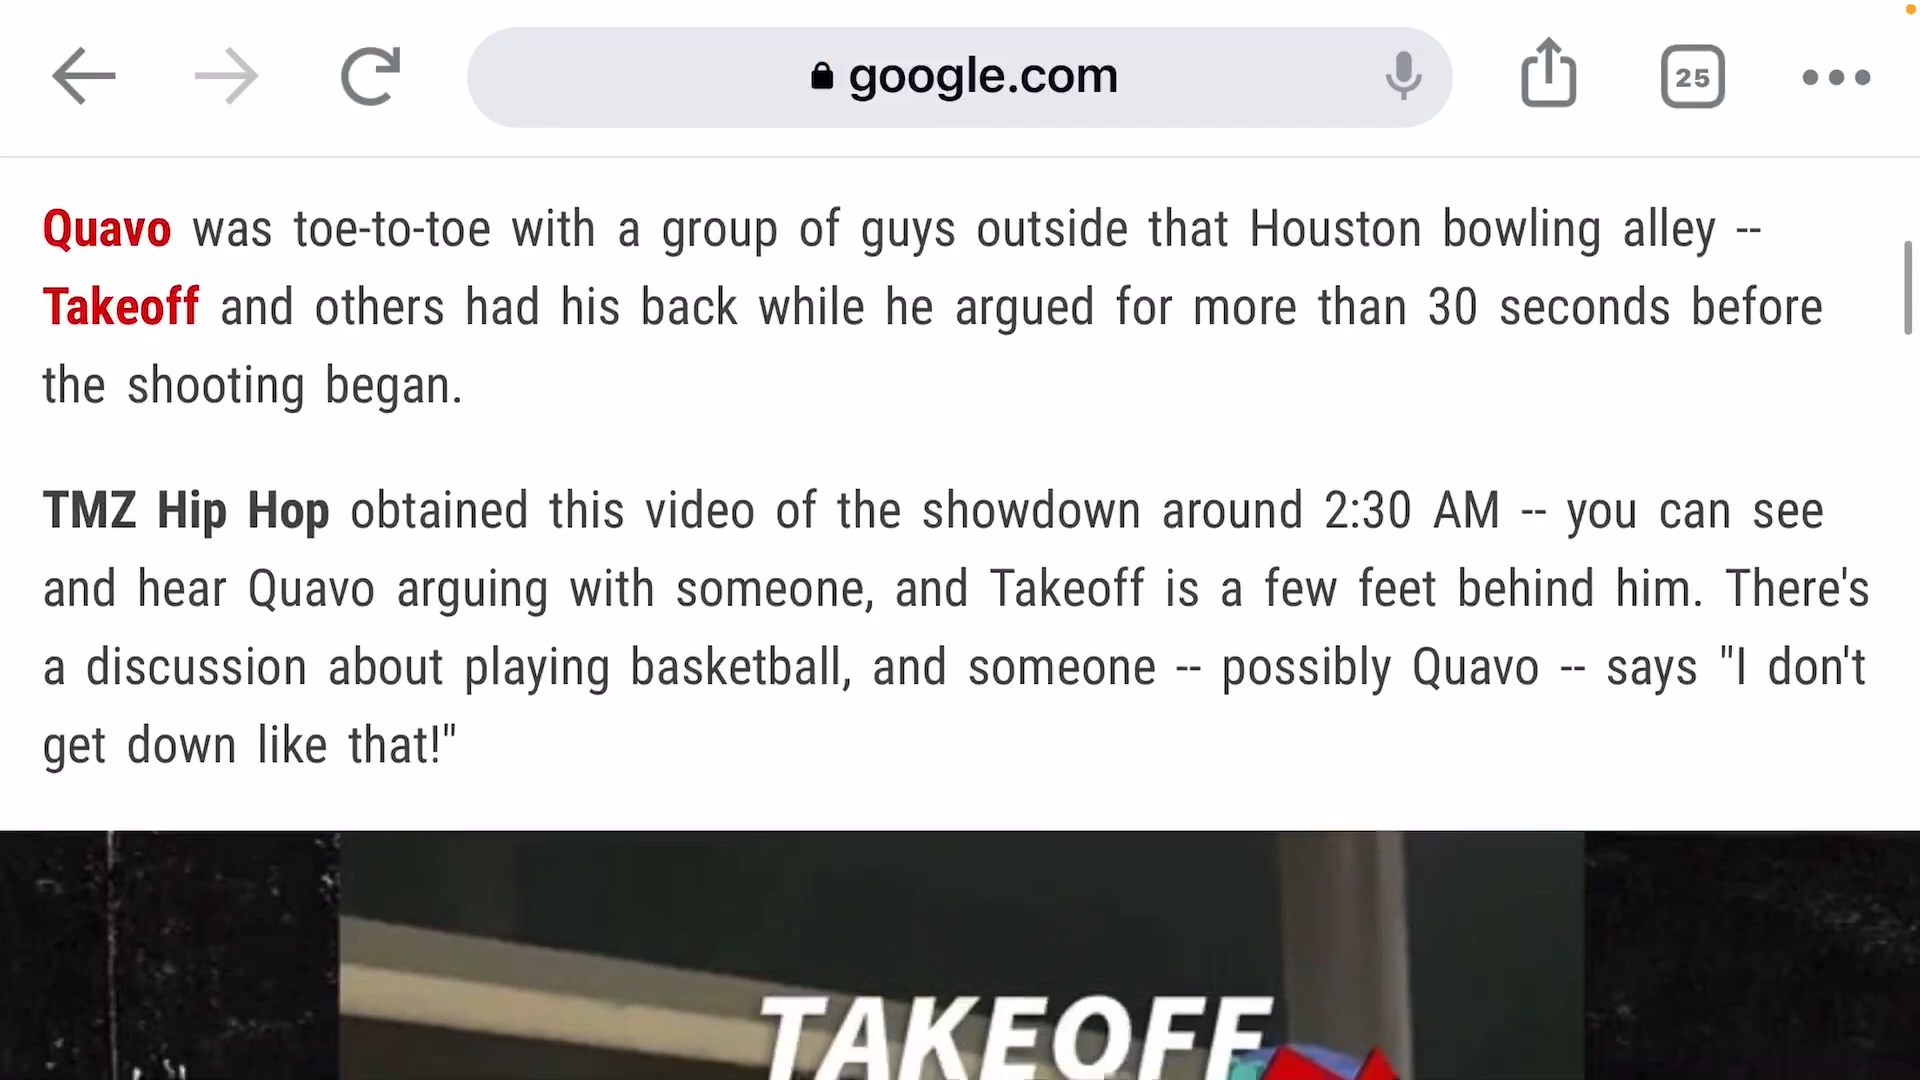 google.com
25
Quavo was toe-to-toe with a group of guys outside that Houston bowling alley --
Takeoff and others had his back while he argued for more than 30 seconds before
the shooting began.
TMZ Hip Hop obtained this video of the showdown around 2:30 AM -- you can see
and hear Quavo arguing with someone, and Takeoff is a few feet behind him. There's
a discussion about playing basketball, and someone -- possibly Quavo -- says "I don't
get down like that!"
TAKEOFF